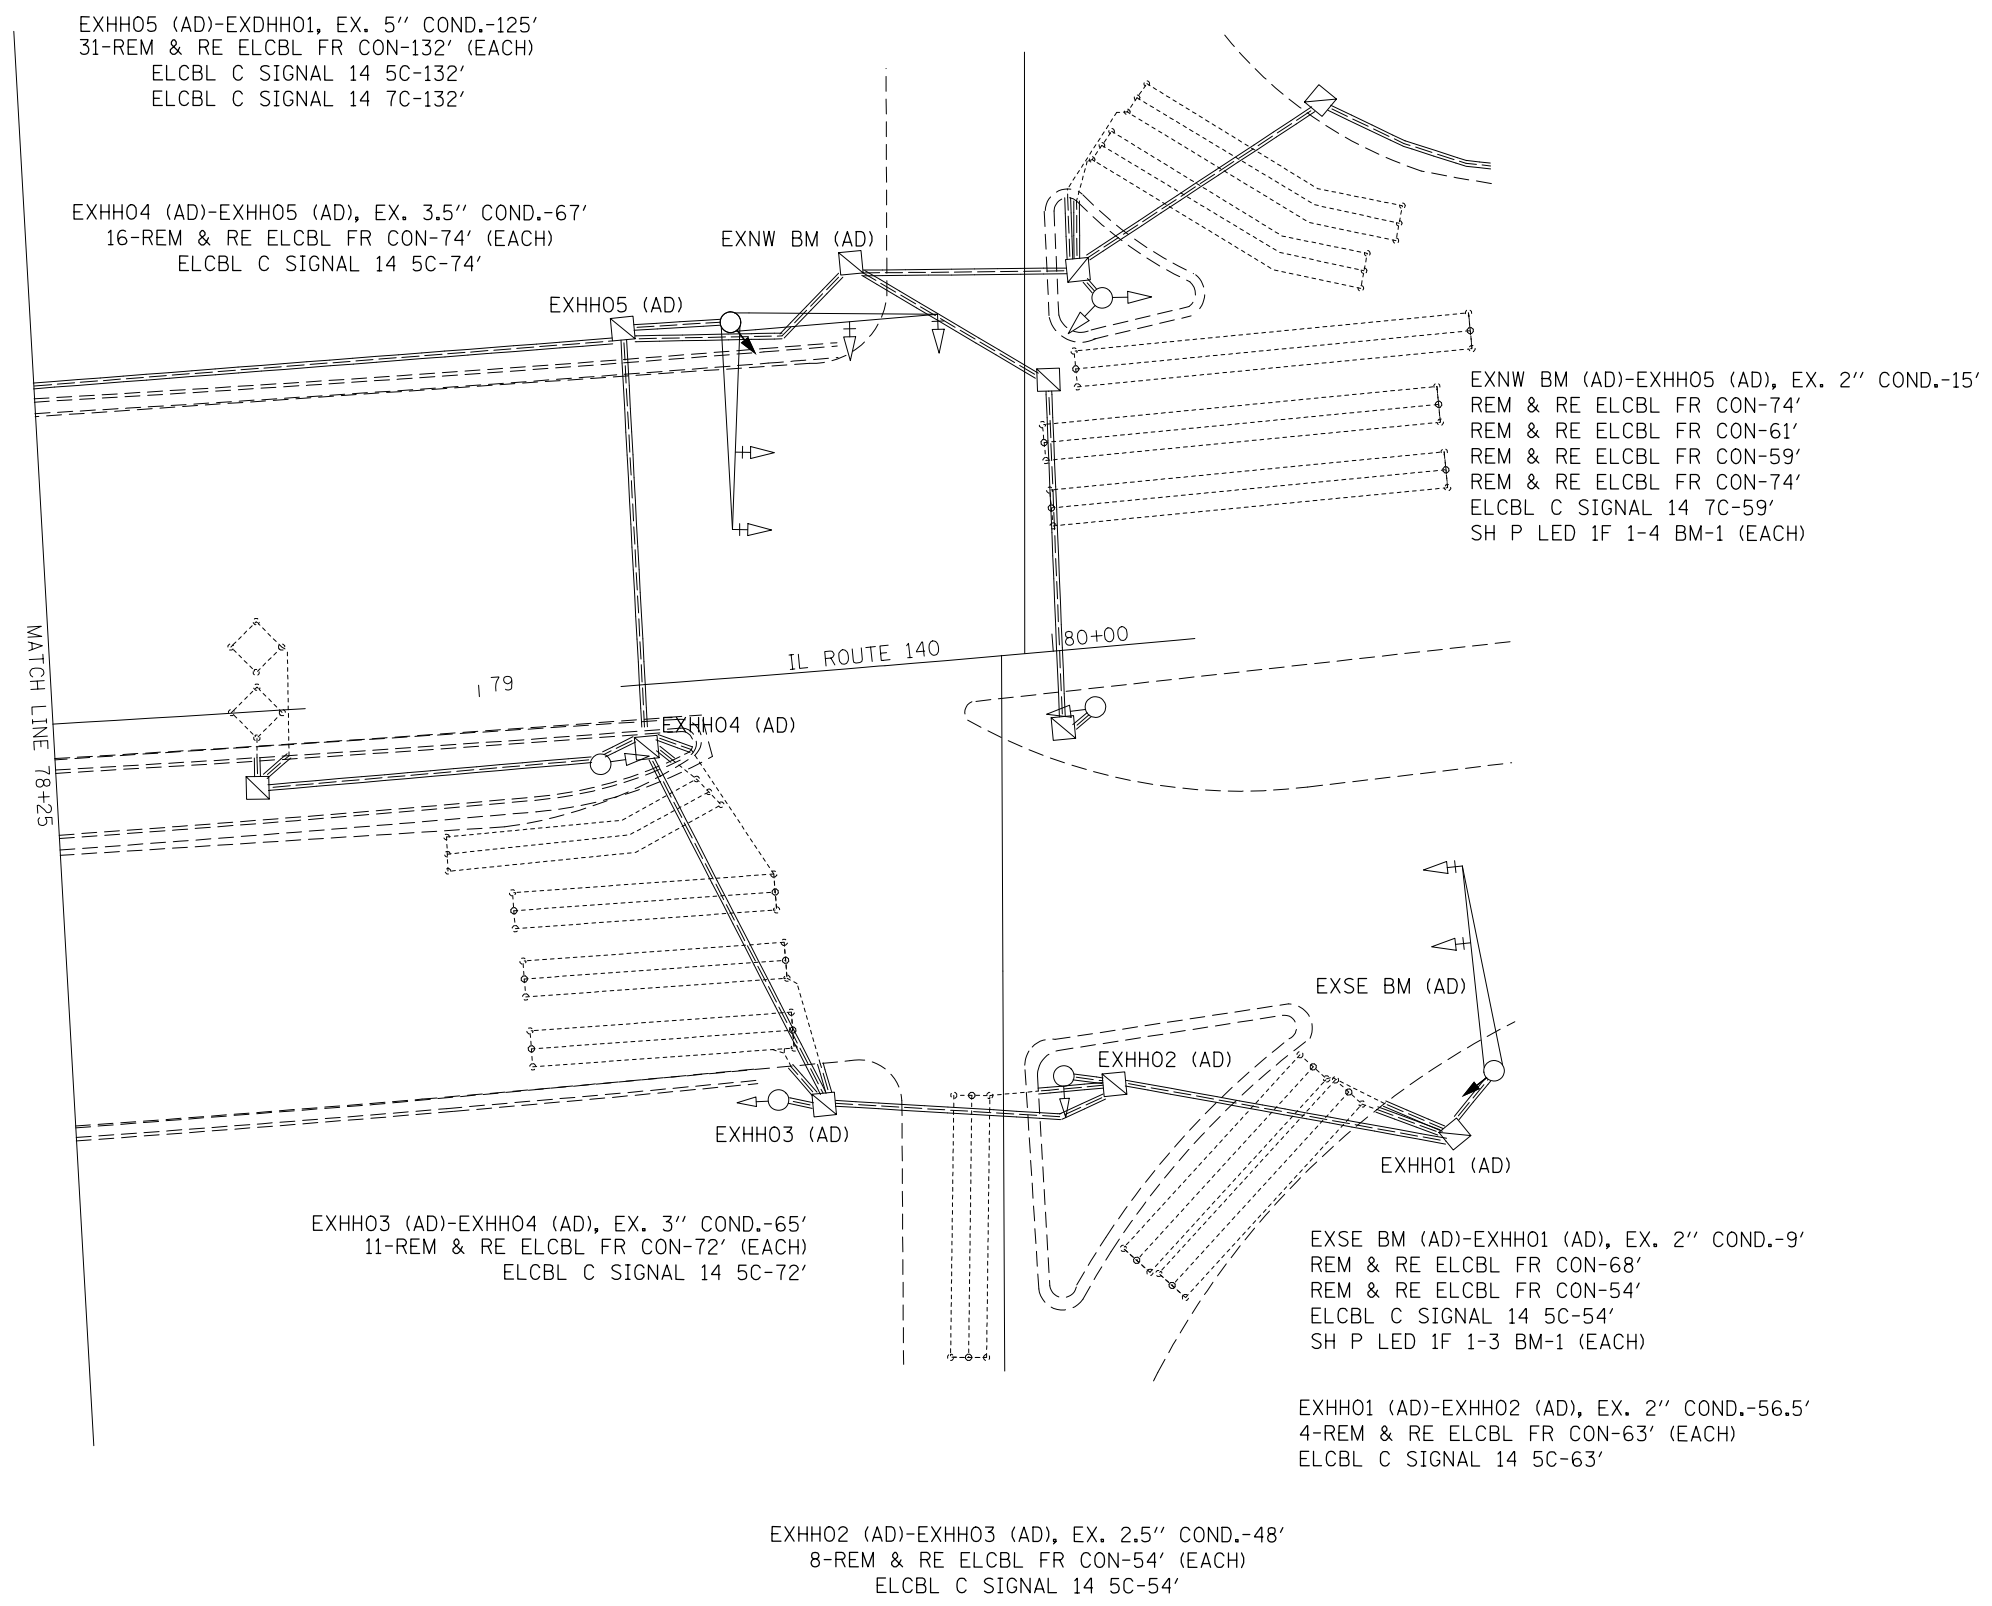 EXHH05 (AD)-EXDHH01, EX. 5'' COND.-125'
31-REM & RE ELCBL FR CON-132' (EACH)
ELCBL C SIGNAL 14 5C-132'
ELCBL C SIGNAL 14 7C-132'
EXHH04 (AD)-EXHH05 (AD), EX. 3.5'' COND.-67'
16-REM & RE ELCBL FR CON-74' (EACH)
ELCBL C SIGNAL 14 5C-74'
EXNW BM (AD)
EXHH05 (AD)
EXNW BM (AD)-EXHH05 (AD), EX. 2'' COND.-15'
REM & RE ELCBL FR CON-74'
REM & RE ELCBL FR CON-61'
REM & RE ELCBL FR CON-59'
REM & RE ELCBL FR CON-74'
ELCBL C SIGNAL 14 7C-59'
SH P LED 1F 1-4 BM-1 (EACH)
MATCH LINE 78+25
79
IL ROUTE 140
80+00
EXHH04 (AD)
EXSE BM (AD)
EXHH02 (AD)
EXHH03 (AD)
EXHH01 (AD)
EXHH03 (AD)-EXHH04 (AD), EX. 3'' COND.-65'
11-REM & RE ELCBL FR CON-72' (EACH)
ELCBL C SIGNAL 14 5C-72'
EXSE BM (AD)-EXHH01 (AD), EX. 2'' COND.-9'
REM & RE ELCBL FR CON-68'
REM & RE ELCBL FR CON-54'
ELCBL C SIGNAL 14 5C-54'
SH P LED 1F 1-3 BM-1 (EACH)
EXHH01 (AD)-EXHH02 (AD), EX. 2'' COND.-56.5'
4-REM & RE ELCBL FR CON-63' (EACH)
ELCBL C SIGNAL 14 5C-63'
EXHH02 (AD)-EXHH03 (AD), EX. 2.5'' COND.-48'
8-REM & RE ELCBL FR CON-54' (EACH)
ELCBL C SIGNAL 14 5C-54'